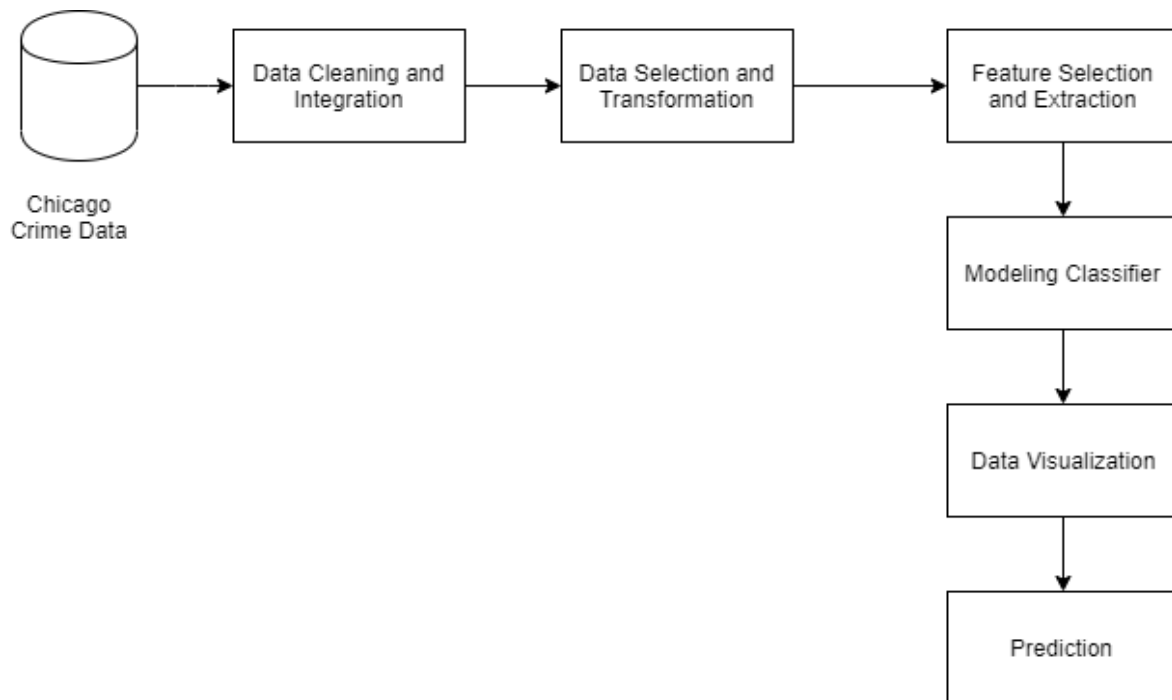 Chicago
Crime Data
Data Cleaning and
Integration
Data Selection and
Transformation
Feature Selection
and Extraction
Modeling Classifier
Data Visualization
Prediction